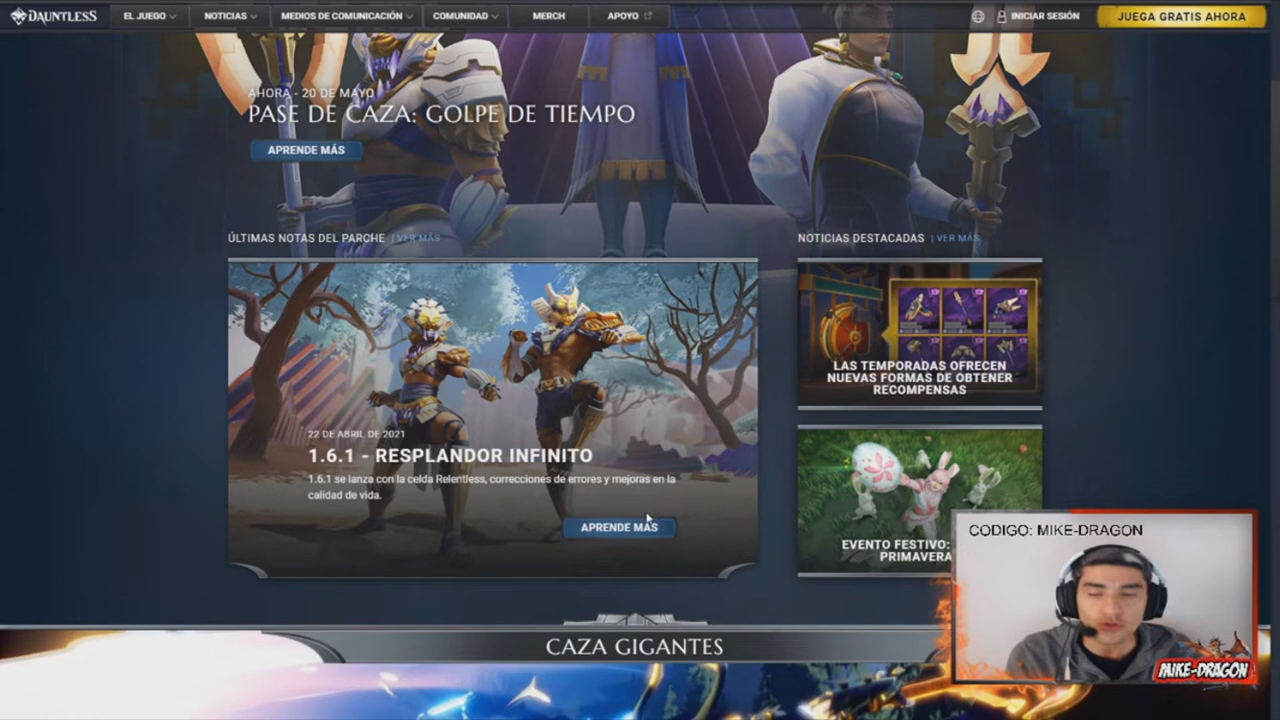 DAUNTLESS
EL JUEGO
NOTICIAS
MEDIOS DE COMUNICACIÓN
COMUNIDAD
MERCH
APOYO
INICIAR SESIÓN
JUEGA GRATIS AHORA
AHORA - 20 DE MAYO
PASE DE CAZA: GOLPE DE TIEMPO
APRENDE MÁS
ÚLTIMAS NOTAS DEL PARCHE | VER MÁS
NOTICIAS DESTACADAS | VER MÁS
LAS TEMPORADAS OFRECEN
NUEVAS FORMAS DE OBTENER
RECOMPENSAS
22 DE ABRIL DE 2021
1.6.1 - RESPLANDOR INFINITO
1.6.1 se lanza con la celda Relentless, correcciones de errores y mejoras en la
calidad de vida.
APRENDE MÁS
EVENTO FESTIVO:
PRIMAVERA
CODIGO: MIKE-DRAGON
MIKE-DRAGON
CAZA GIGANTES